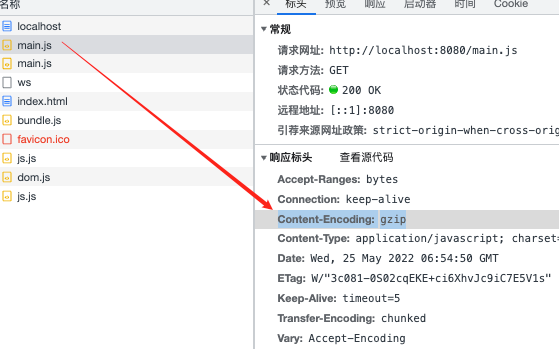 名称
localhost
main.js
main.js
ws
index.html
bundle.js
favicon.ico
js.js
dom.js
js.js
× 标头 预览 响应 启动器 时间 Cookie
▼ 常规
请求网址: http://localhost:8080/main.js
请求方法: GET
状态代码: 200 OK
远程地址: [::1]:8080
引荐来源网址政策: strict-origin-when-cross-orig
▼ 响应标头 查看源代码
Accept-Ranges: bytes
Connection: keep-alive
Content-Encoding: gzip
Content-Type: application/javascript; charset=
Date: Wed, 25 May 2022 06:54:50 GMT
ETag: W/"3c081-0S02cqEKE+ci6XhvJc9iC7E5V1s"
Keep-Alive: timeout=5
Transfer-Encoding: chunked
Vary: Accept-Encoding